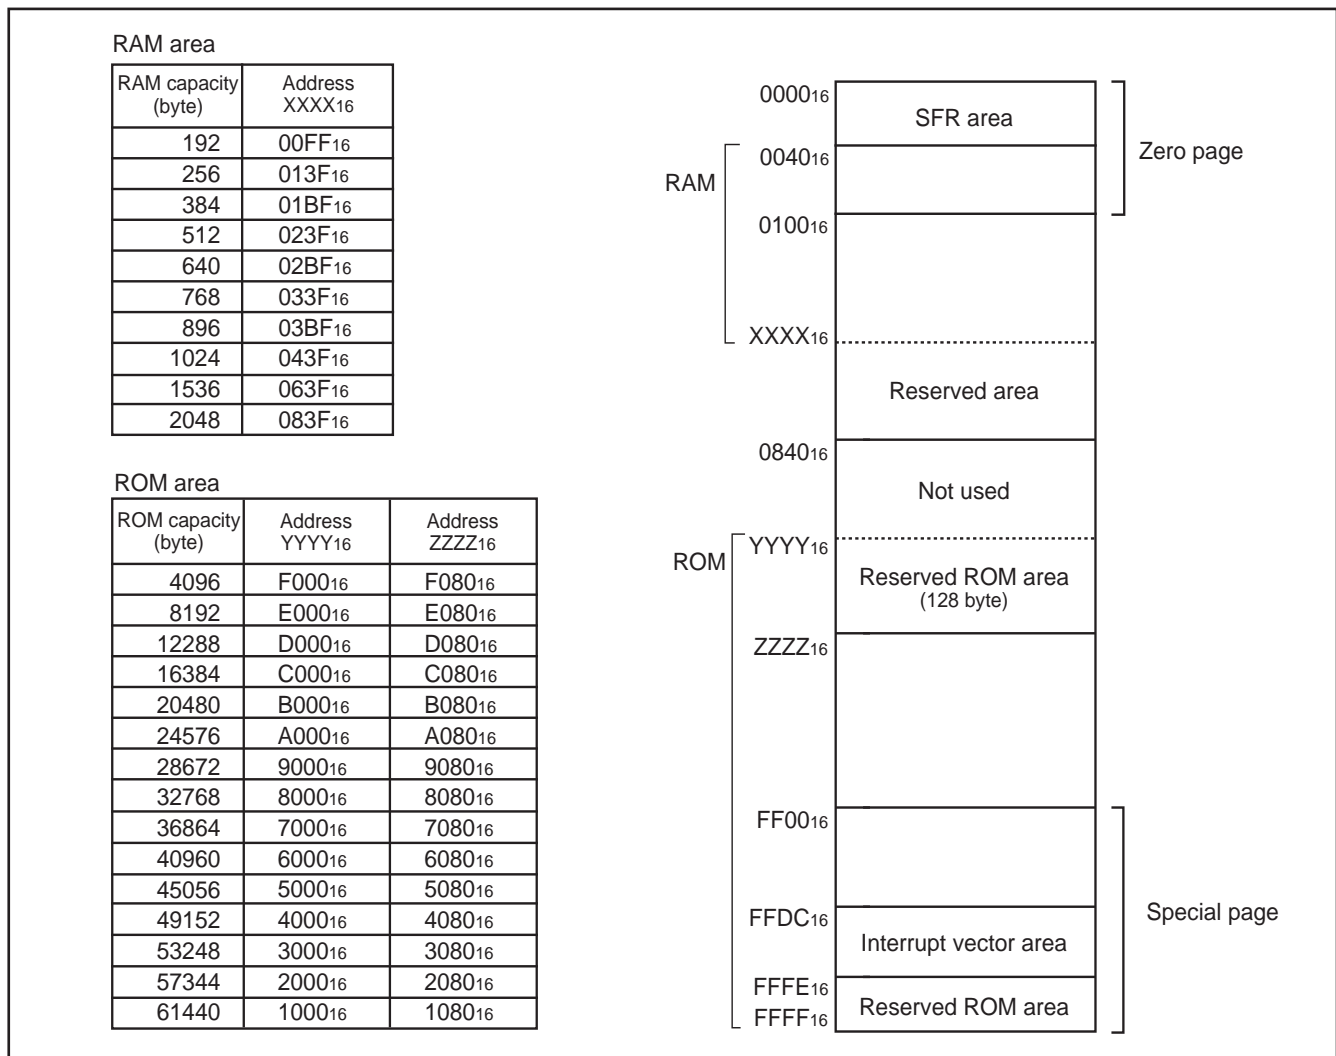 RAM area
RAM capacity (byte) Address XXXX16
192 00FF16
256 013F16
384 01BF16
512 023F16
640 02BF16
768 033F16
896 03BF16
1024 043F16
1536 063F16
2048 083F16
ROM area
ROM capacity (byte) Address YYYY16 Address ZZZZ16
4096 F00016 F08016
8192 E00016 E08016
12288 D00016 D08016
16384 C00016 C08016
20480 B00016 B08016
24576 A00016 A08016
28672 900016 908016
32768 800016 808016
36864 700016 708016
40960 600016 608016
45056 500016 508016
49152 400016 408016
53248 300016 308016
57344 200016 208016
61440 100016 108016
000016
SFR area
Zero page
004016
RAM
010016
XXXX16
Reserved area
084016
Not used
ROM
YYYY16
Reserved ROM area
(128 byte)
ZZZZ16
FF0016
Special page
FFDC16
Interrupt vector area
FFFE16
Reserved ROM area
FFFF16